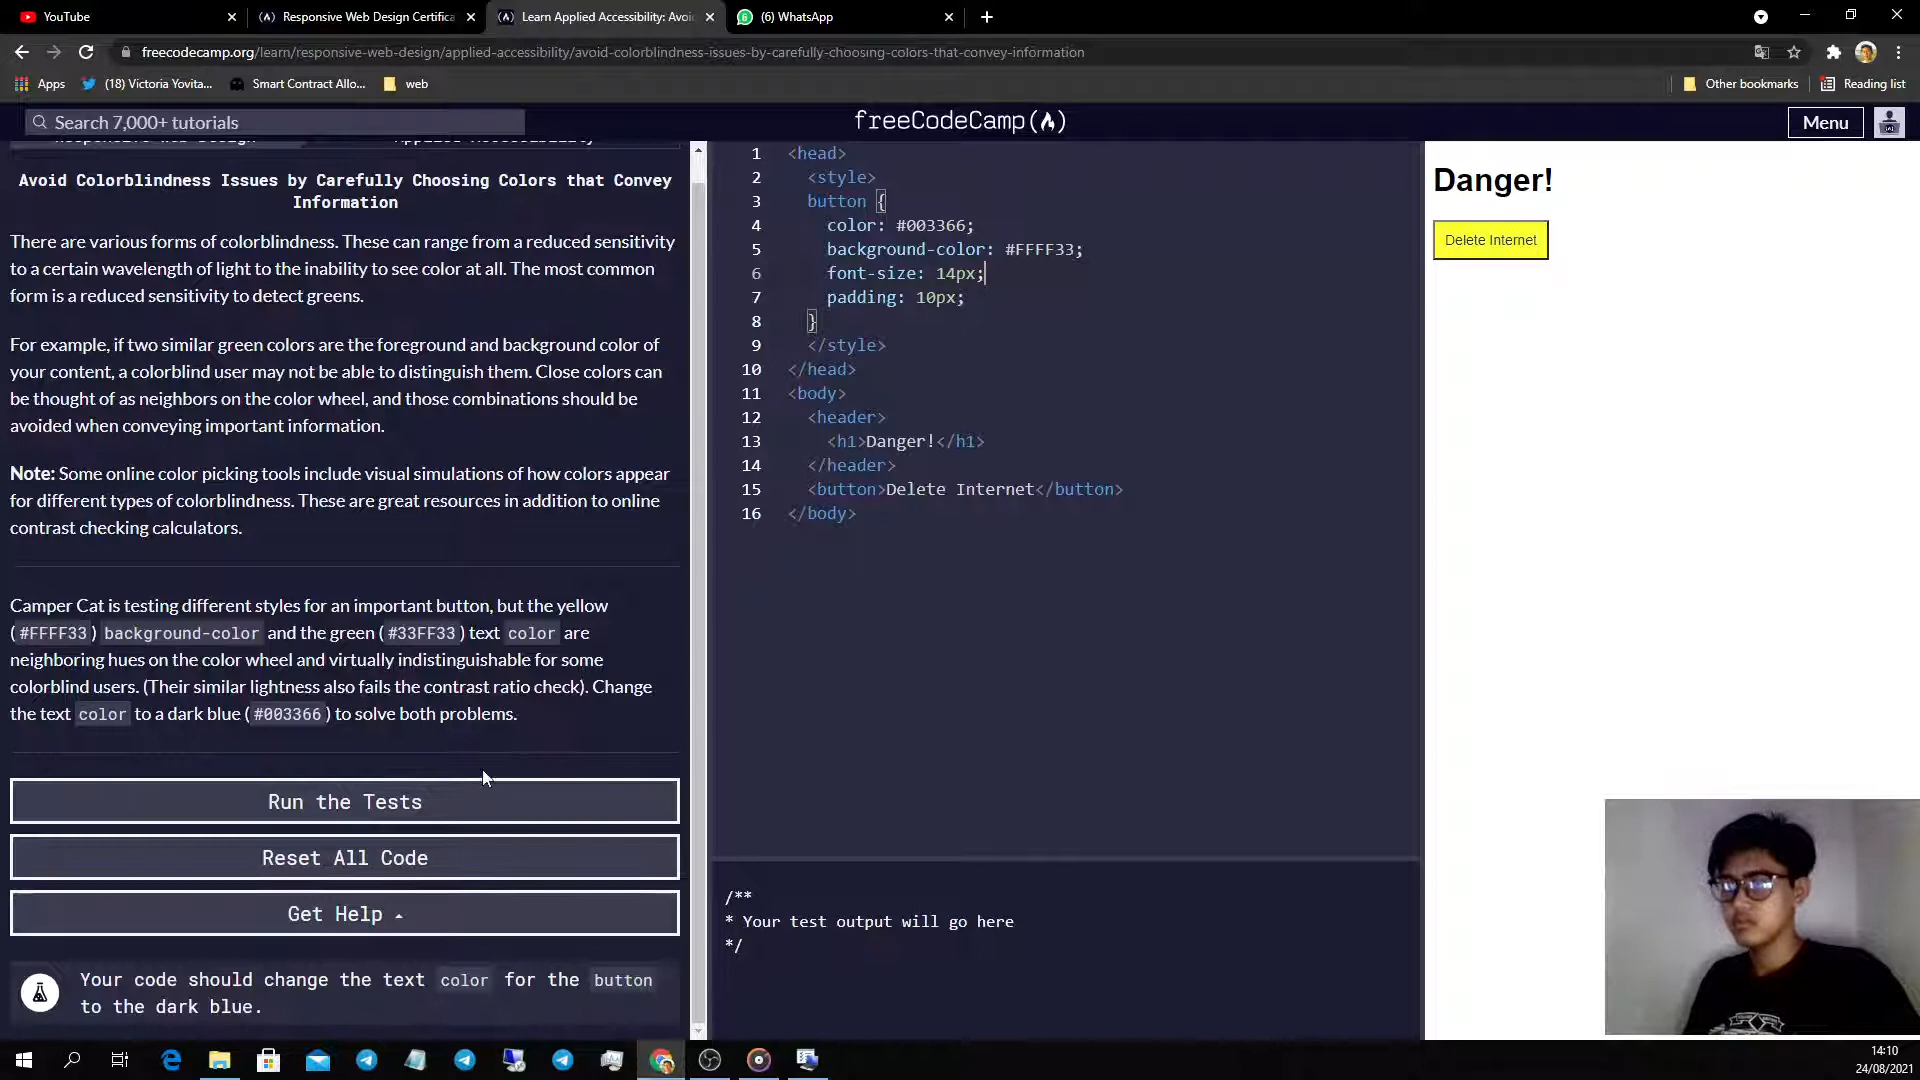 YouTube
Responsive Web Design Certifica
Learn Applied Accessibility: Avoi
(6) WhatsApp
freecodecamp.org/learn/responsive-web-design/applied-accessibility/avoid-colorblindness-issues-by-carefully-choosing-colors-that-convey-information
Apps
(18) Victoria Yovita...
Smart Contract Allo...
web
Other bookmarks
Reading list
Search 7,000+ tutorials
freeCodeCamp
Menu
Responsive Web Design
Applied Accessibility
Avoid Colorblindness Issues by Carefully Choosing Colors that Convey
Information
There are various forms of colorblindness. These can range from a reduced sensitivity
to a certain wavelength of light to the inability to see color at all. The most common
form is a reduced sensitivity to detect greens.
For example, if two similar green colors are the foreground and background color of
your content, a colorblind user may not be able to distinguish them. Close colors can
be thought of as neighbors on the color wheel, and those combinations should be
avoided when conveying important information.
Note: Some online color picking tools include visual simulations of how colors appear
for different types of colorblindness. These are great resources in addition to online
contrast checking calculators.
Camper Cat is testing different styles for an important button, but the yellow
(#FFFF33) background-color and the green (#33FF33) text color are
neighboring hues on the color wheel and virtually indistinguishable for some
colorblind users. (Their similar lightness also fails the contrast ratio check). Change
the text color to a dark blue (#003366) to solve both problems.
Run the Tests
Reset All Code
Get Help
Your code should change the text color for the button
to the dark blue.
1 <head>
2 <style>
3 button {
4 color: #003366;
5 background-color: #FFFF33;
6 font-size: 14px;
7 padding: 10px;
8 }
9 </style>
10 </head>
11 <body>
12 <header>
13 <h1>Danger!</h1>
14 </header>
15 <button>Delete Internet</button>
16 </body>
/**
* Your test output will go here
*/
Danger!
Delete Internet
14:10
24/08/2021